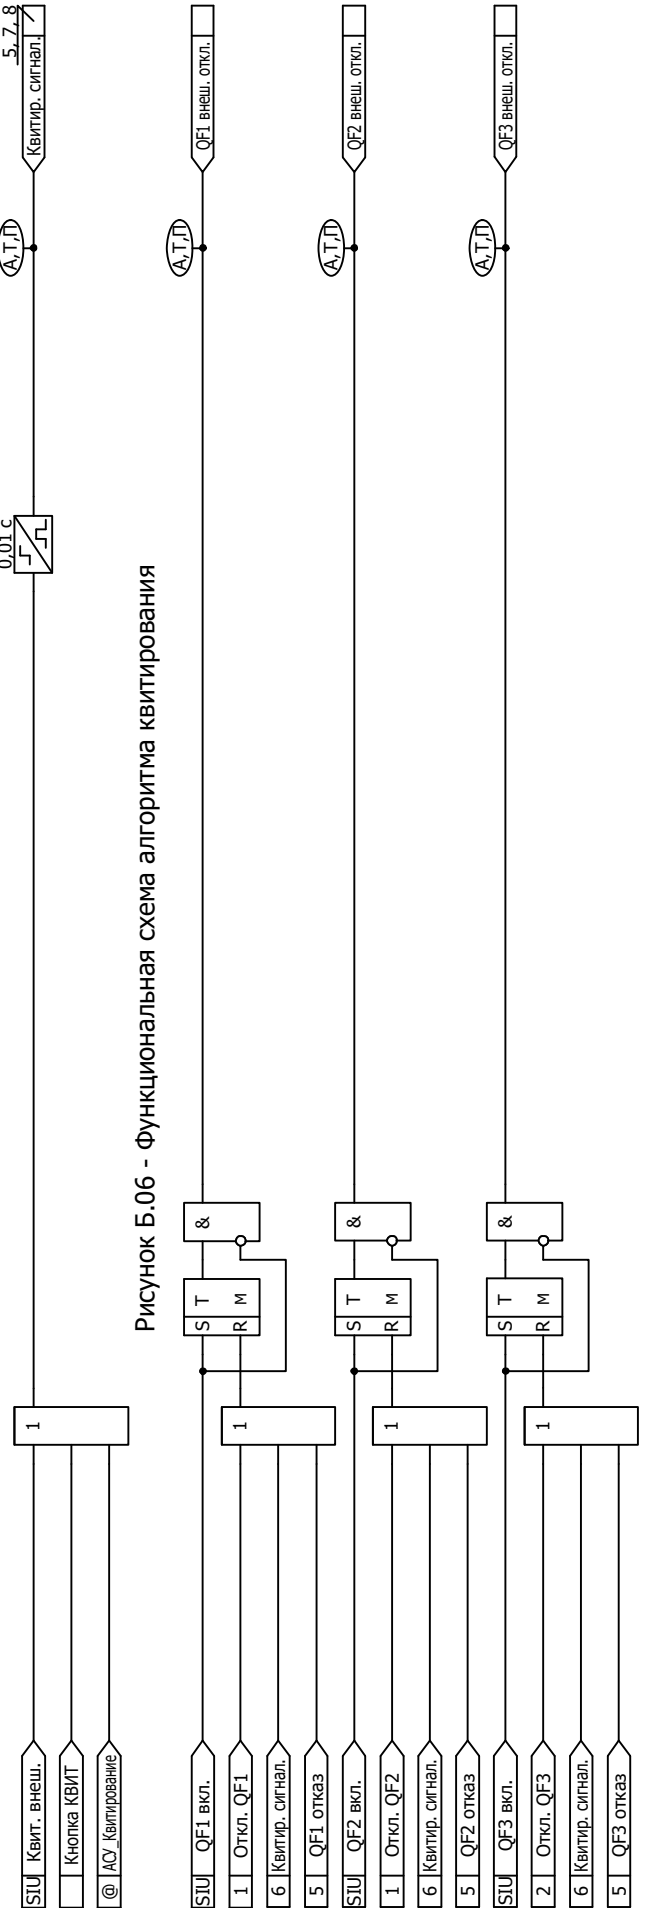 SIU Квит. внеш.
Кнопка КВИТ
@ АСУ_Квитирование
1
0,01 с
А,Т,П
Квитир. сигнал.
5, 7, 8
Рисунок Б.06 - Функциональная схема алгоритма квитирования
SIU QF1 вкл.
1 Откл. QF1
6 Квитир. сигнал.
5 QF1 отказ
1
S T
R M
&
А,Т,П
QF1 внеш. откл.
SIU QF2 вкл.
1 Откл. QF2
6 Квитир. сигнал.
5 QF2 отказ
1
S T
R M
&
А,Т,П
QF2 внеш. откл.
SIU QF3 вкл.
2 Откл. QF3
6 Квитир. сигнал.
5 QF3 отказ
1
S T
R M
&
А,Т,П
QF3 внеш. откл.